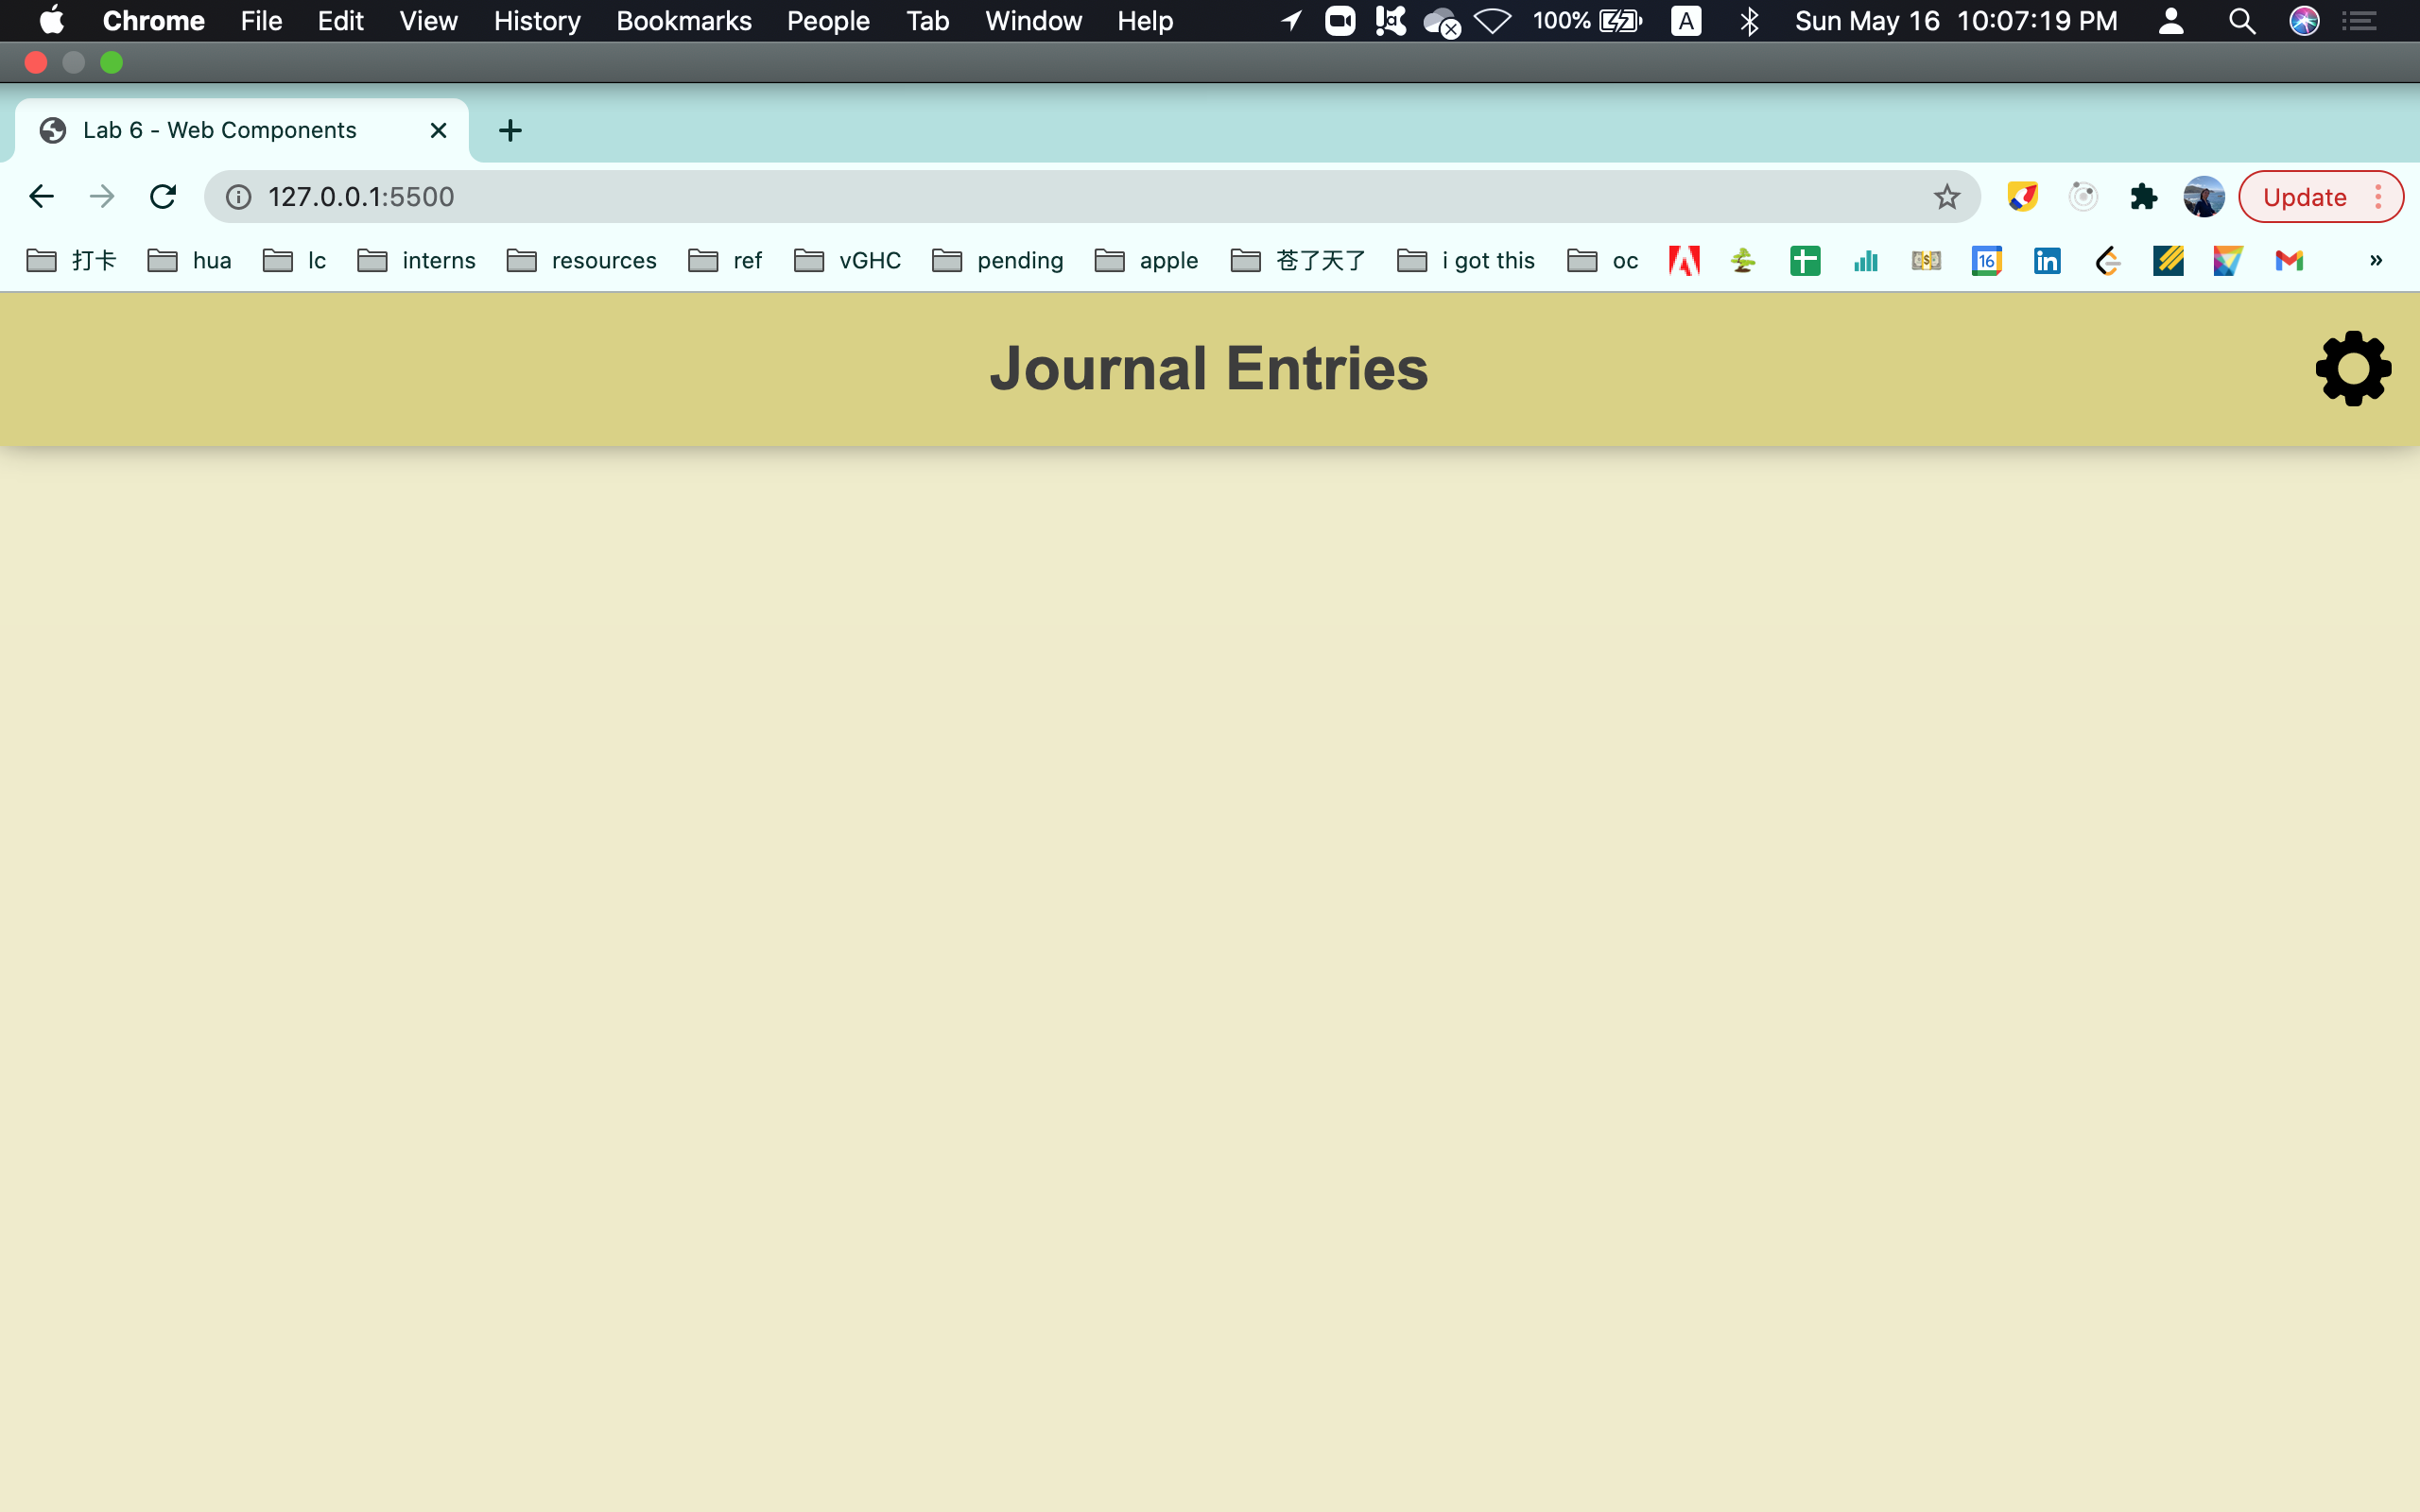 Chrome File Edit View History Bookmarks People Tab Window Help 100% A Sun May 16 10:07:19 PM
Lab 6 - Web Components
127.0.0.1:5500 Update
打卡 hua lc interns resources ref vGHC pending apple 苍了天了 i got this oc 16 in »
Journal Entries